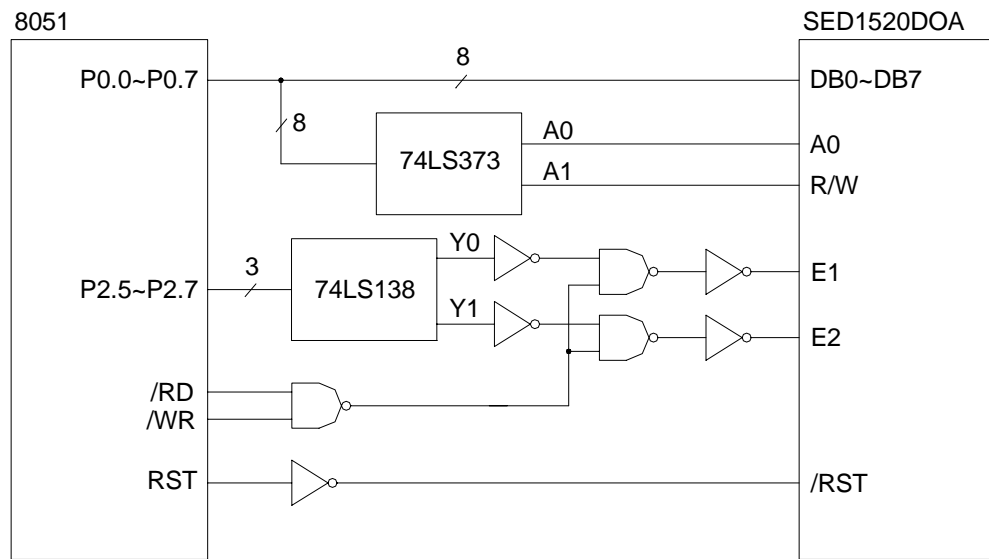 8051
SED1520DOA
P0.0~P0.7
8
DB0~DB7
8
74LS373
A0
A0
A1
R/W
P2.5~P2.7
3
74LS138
Y0
E1
Y1
E2
/RD
/WR
RST
/RST